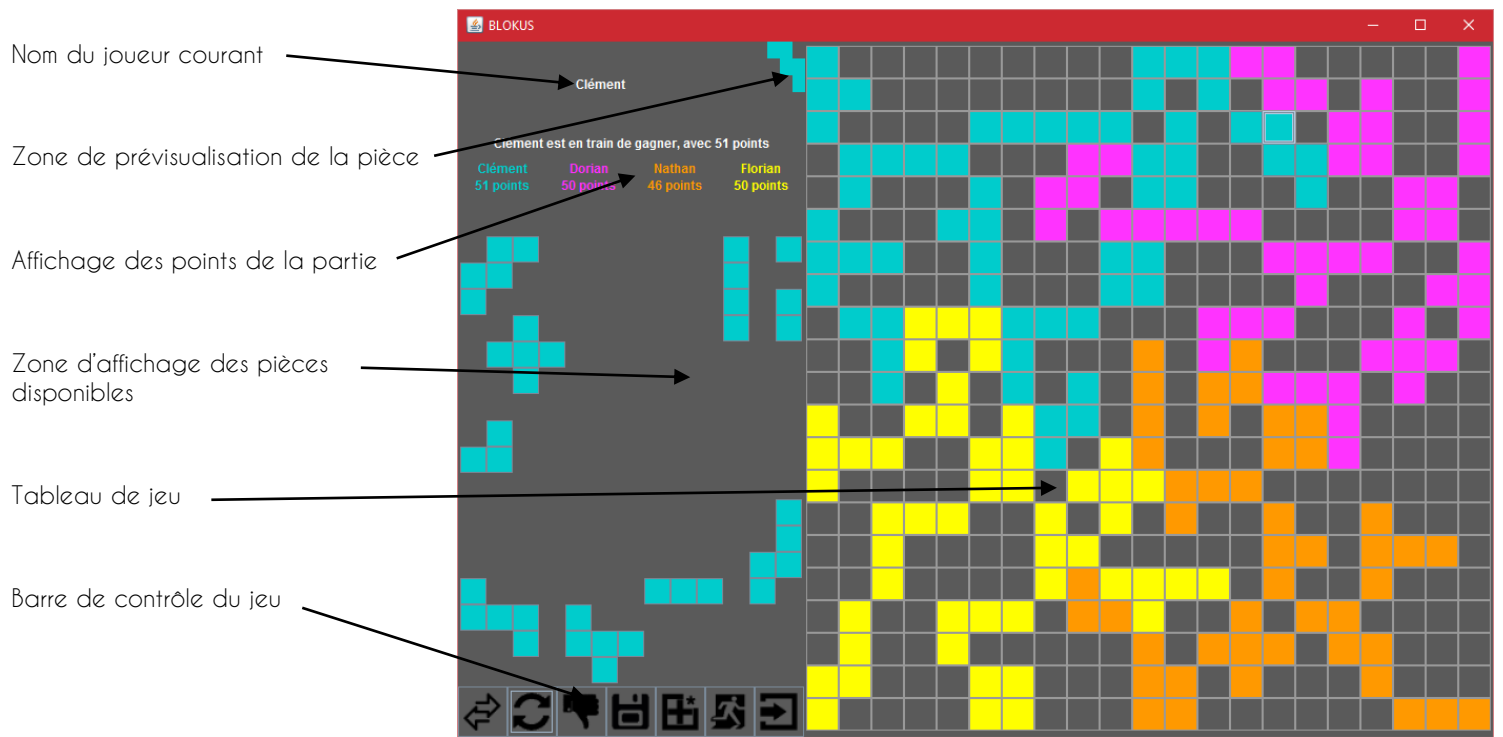 BLOKUS
Nom du joueur courant
Clément
Zone de prévisualisation de la pièce
Clément est en train de gagner, avec 51 points
Clément Dorian Nathan Florian
51 points 50 points 46 points 50 points
Affichage des points de la partie
Zone d'affichage des pièces
disponibles
Tableau de jeu
Barre de contrôle du jeu